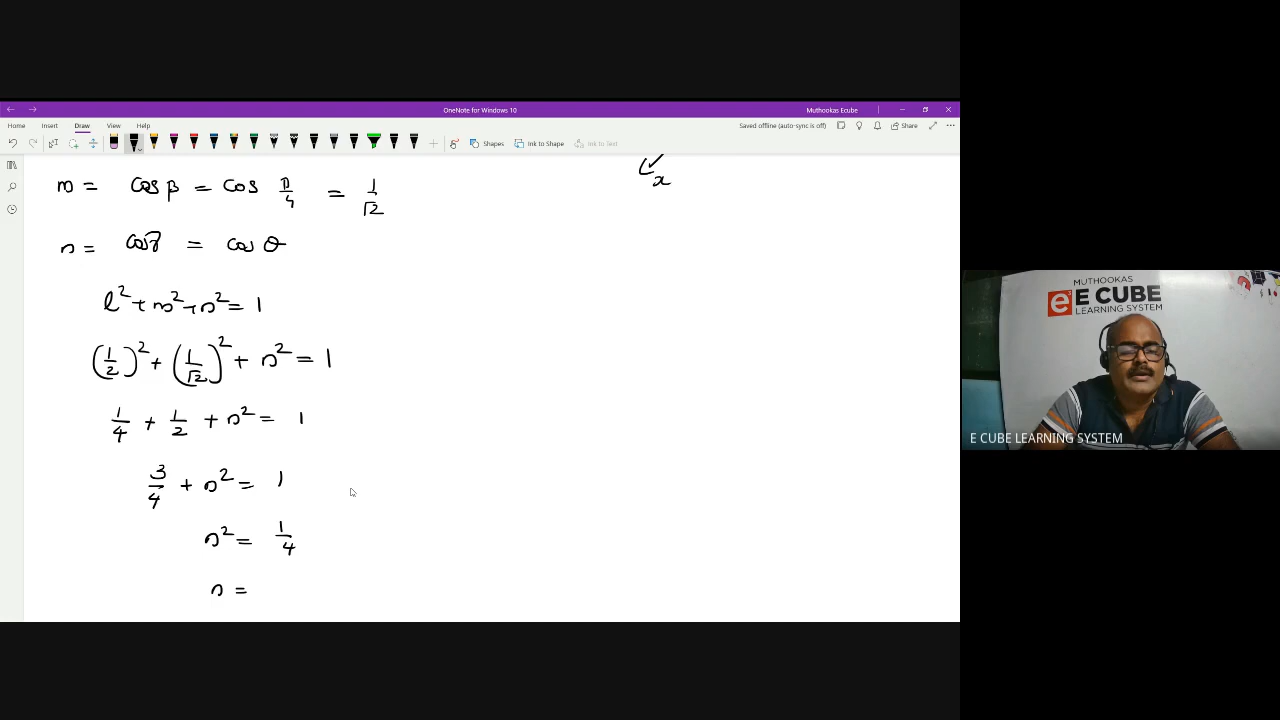 OneNote for Windows 10
Muthookas Ecube
Home Insert Draw View Help
Saved offline (auto-sync is off) Share
Shapes Ink to Shape Ink to Text
x
m = cos β = cos π/4 = 1/√2
n = cos γ = cos θ
l² + m² + n² = 1
(1/2)² + (1/√2)² + n² = 1
1/4 + 1/2 + n² = 1
3/4 + n² = 1
n² = 1/4
n =
MUTHOOKAS
e³ E CUBE
LEARNING SYSTEM
E CUBE LEARNING SYSTEM